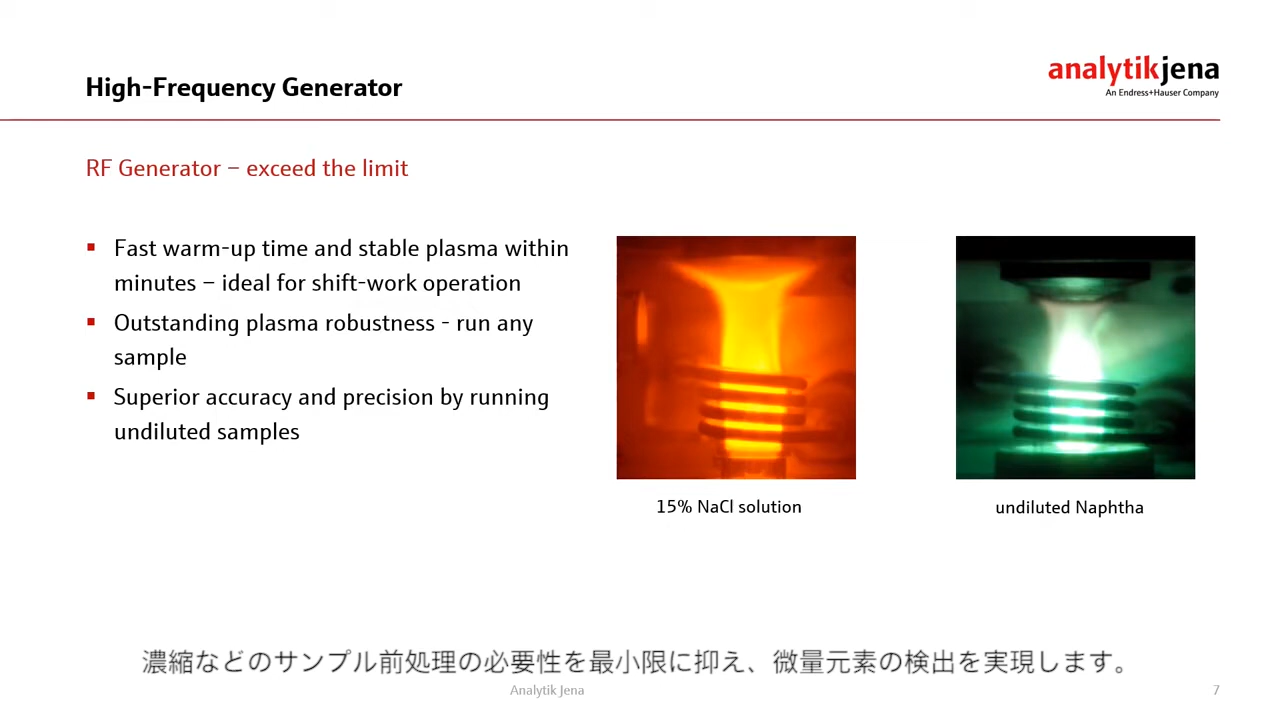 High-Frequency Generator
analytikjena
An Endress+Hauser Company
RF Generator – exceed the limit
▪ Fast warm-up time and stable plasma within
minutes – ideal for shift-work operation
▪ Outstanding plasma robustness - run any
sample
▪ Superior accuracy and precision by running
undiluted samples
15% NaCl solution
undiluted Naphtha
濃縮などのサンプル前処理の必要性を最小限に抑え、微量元素の検出を実現します。
Analytik Jena
7